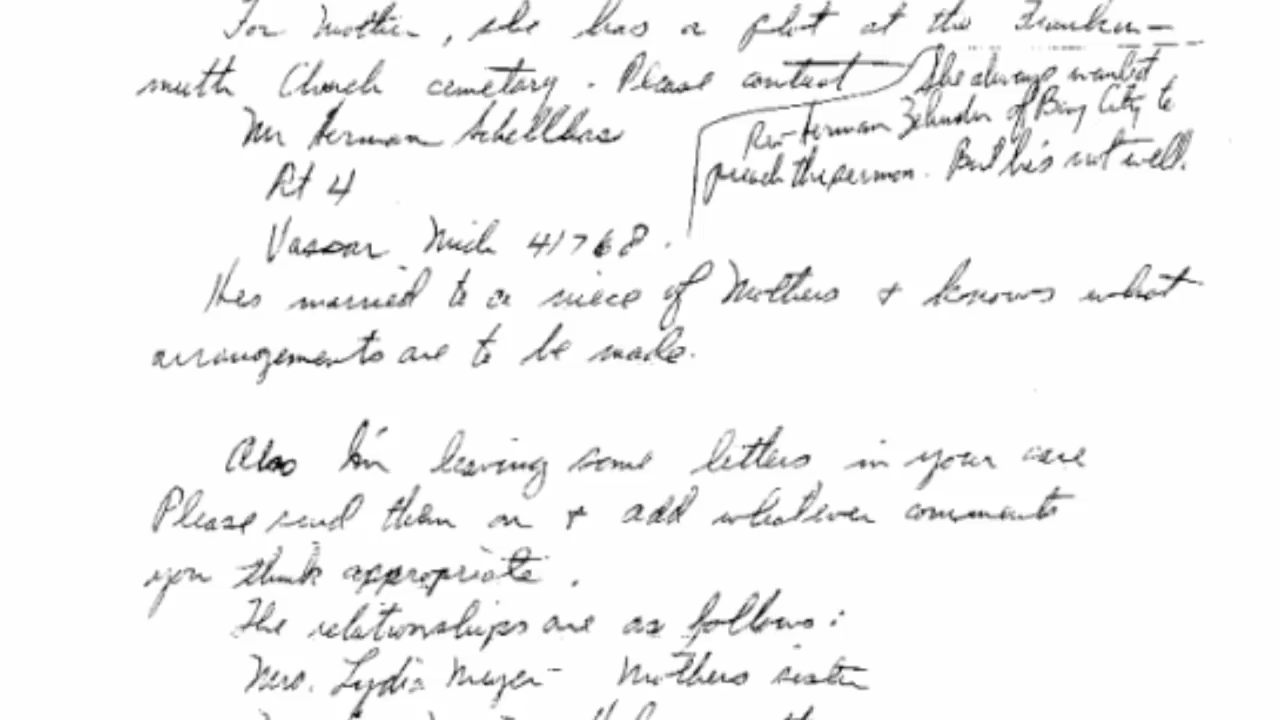 For Mother, she has a plot at the Franken-
muth Church cemetary. Please contact
She always wanted
Rev Herman Zehnder of Bay City to
preach the sermon. But he's not well.
Mr Herman
Rt 4
Vassar Mich 41768.
Hes married to a niece of Mothers + knows what
arrangements are to be made.
Also I'm leaving some letters in your care
Please send them on + add whatever comments
you think appropriate.
The relationships are as follows:
Mrs. Lydia Meyer - Mothers sister